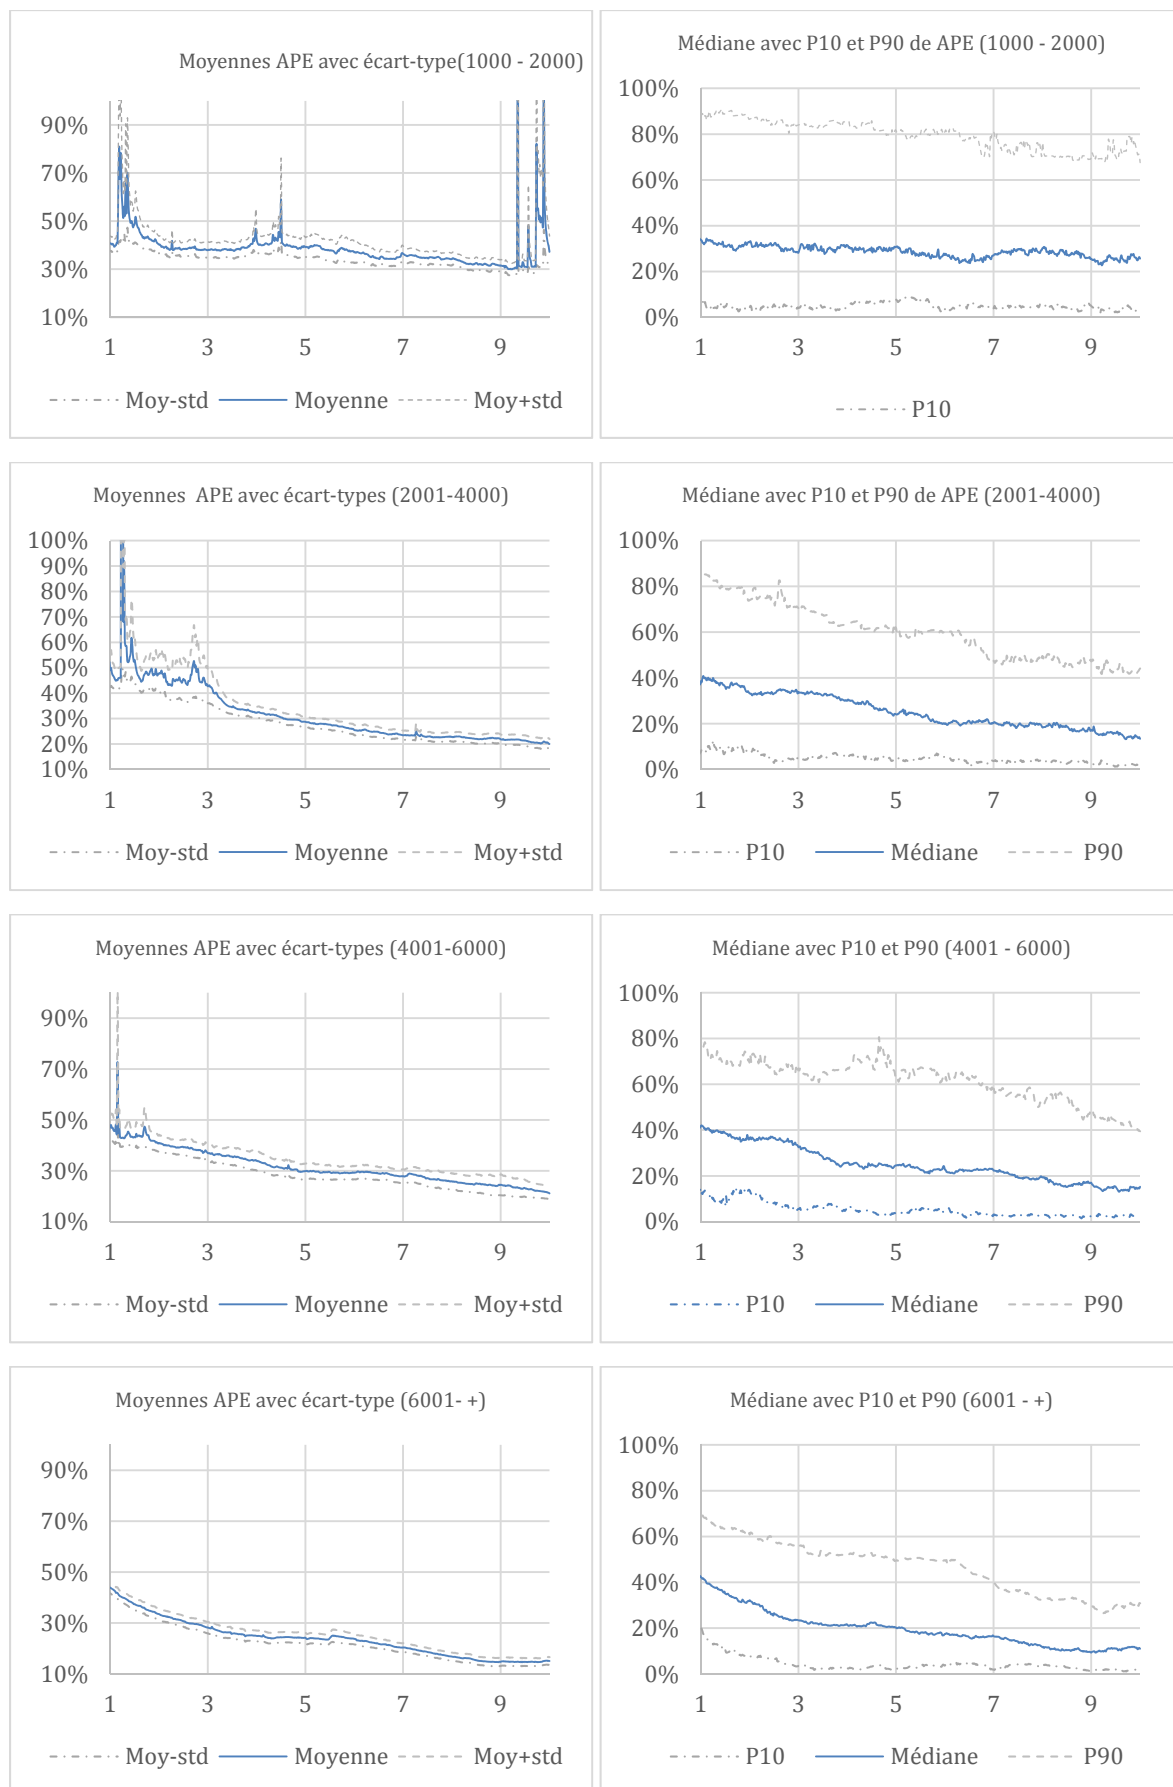 Moyennes APE avec écart-type(1000 - 2000)
90%
70%
50%
30%
10%
1 3 5 7 9
Moy-std Moyenne Moy+std
Médiane avec P10 et P90 de APE (1000 - 2000)
100%
80%
60%
40%
20%
0%
1 3 5 7 9
P10
Moyennes APE avec écart-types (2001-4000)
100%
90%
80%
70%
60%
50%
40%
30%
20%
10%
1 3 5 7 9
Moy-std Moyenne Moy+std
Médiane avec P10 et P90 de APE (2001-4000)
100%
80%
60%
40%
20%
0%
1 3 5 7 9
P10 Médiane P90
Moyennes APE avec écart-types (4001-6000)
90%
70%
50%
30%
10%
1 3 5 7 9
Moy-std Moyenne Moy+std
Médiane avec P10 et P90 (4001 - 6000)
100%
80%
60%
40%
20%
0%
1 3 5 7 9
P10 Médiane P90
Moyennes APE avec écart-type (6001- +)
90%
70%
50%
30%
10%
1 3 5 7 9
Moy-std Moyenne Moy+std
Médiane avec P10 et P90 (6001 - +)
100%
80%
60%
40%
20%
0%
1 3 5 7 9
P10 Médiane P90